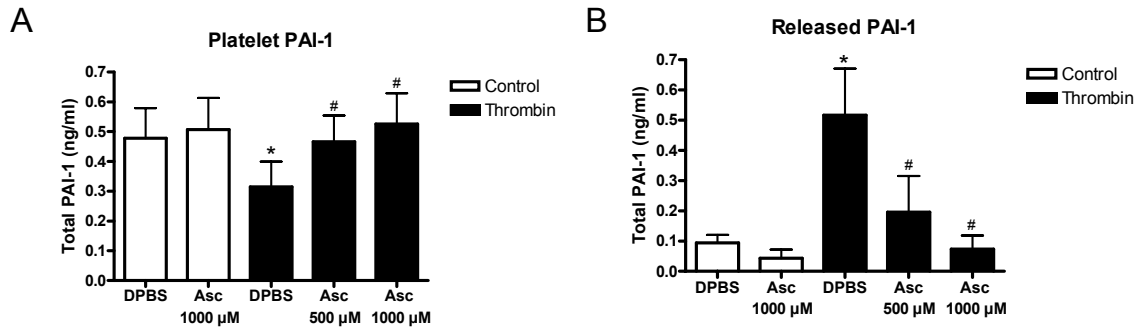 A
Platelet PAI-1
Total PAI-1 (ng/ml)
0.7
0.6
0.5
0.4
0.3
0.2
0.1
0.0
*
#
#
DPBS
Asc
1000 µM
DPBS
Asc
500 µM
Asc
1000 µM
Control
Thrombin
B
Released PAI-1
Total PAI-1 (ng/ml)
0.7
0.6
0.5
0.4
0.3
0.2
0.1
0.0
*
#
#
DPBS
Asc
1000 µM
DPBS
Asc
500 µM
Asc
1000 µM
Control
Thrombin